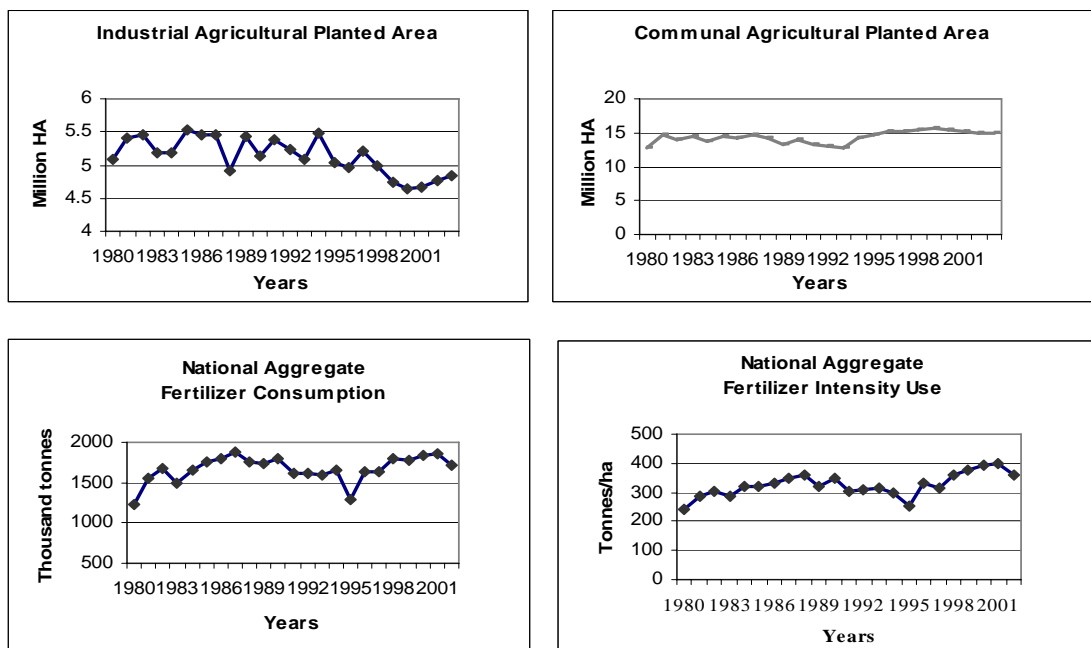 Industrial Agricultural Planted Area
6
5.5
5
4.5
4
Million HA
1980 1983 1986 1989 1992 1995 1998 2001
Years
Communal Agricultural Planted Area
20
15
10
5
0
Million HA
1980 1983 1986 1989 1992 1995 1998 2001
Years
National Aggregate
Fertilizer Consumption
2000
1500
1000
500
Thousand tonnes
1980 1983 1986 1989 1992 1995 1998 2001
Years
National Aggregate
Fertilizer Intensity Use
500
400
300
200
100
0
Tonnes/ha
1980 1983 1986 1989 1992 1995 1998 2001
Years